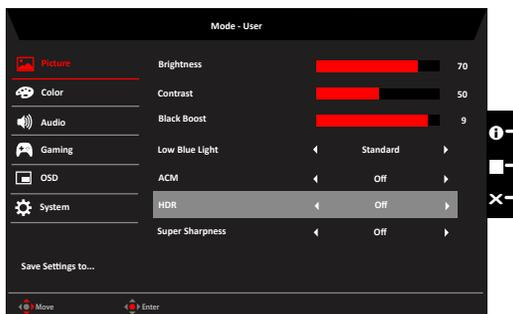 Mode - User
Picture
Color
Audio
Gaming
OSD
System
Save Settings to...
Brightness 70
Contrast 50
Black Boost 9
Low Blue Light Standard
ACM Off
HDR Off
Super Sharpness Off
Move Enter